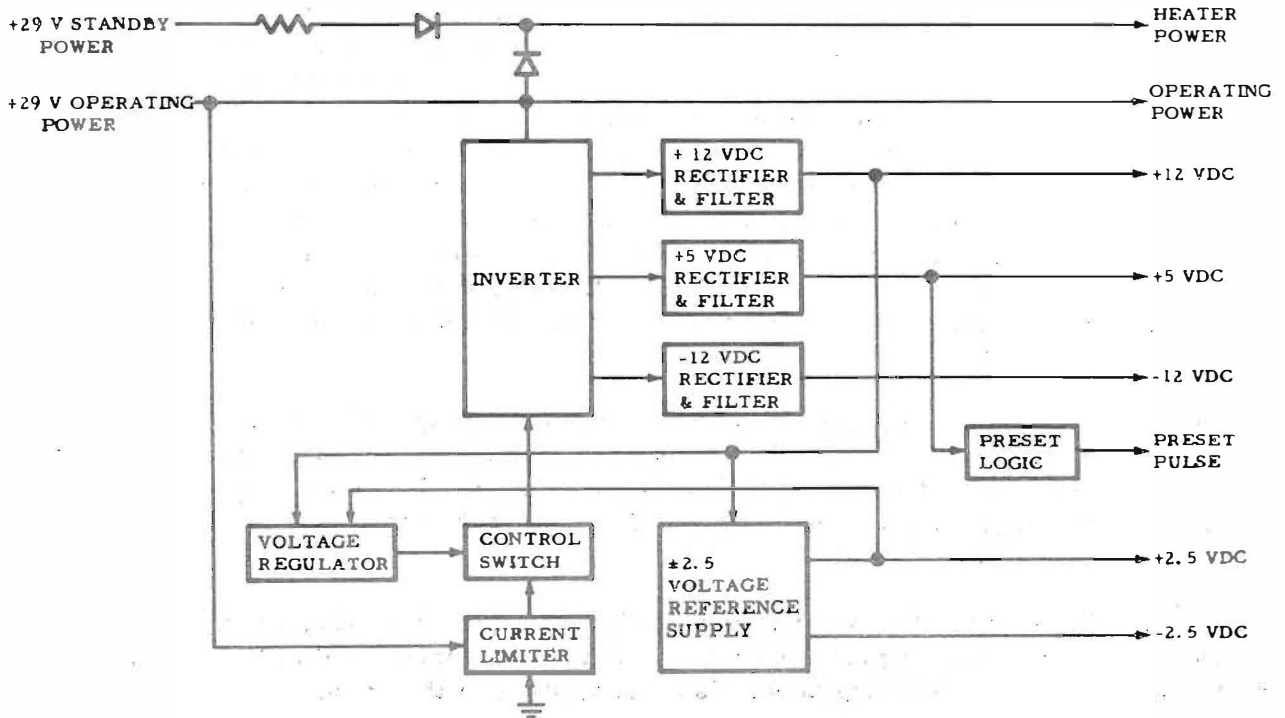 +29 V STANDBY
POWER
HEATER
POWER
+29 V OPERATING
POWER
OPERATING
POWER
INVERTER
+ 12 VDC
RECTIFIER
& FILTER
+12 VDC
+5 VDC
RECTIFIER
& FILTER
+5 VDC
-12 VDC
RECTIFIER
& FILTER
-12 VDC
PRESET
LOGIC
PRESET
PULSE
VOLTAGE
REGULATOR
CONTROL
SWITCH
±2.5
VOLTAGE
REFERENCE
SUPPLY
+2.5 VDC
-2.5 VDC
CURRENT
LIMITER